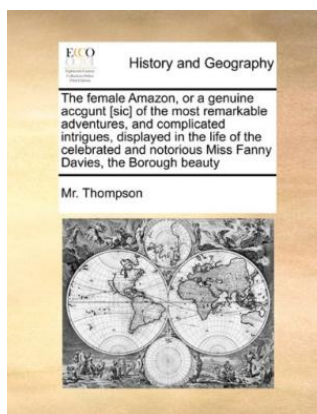 ECCO
History and Geography
The female Amazon, or a genuine
accgunt [sic] of the most remarkable
adventures, and complicated
intrigues, displayed in the life of the
celebrated and notorious Miss Fanny
Davies, the Borough beauty
Mr. Thompson